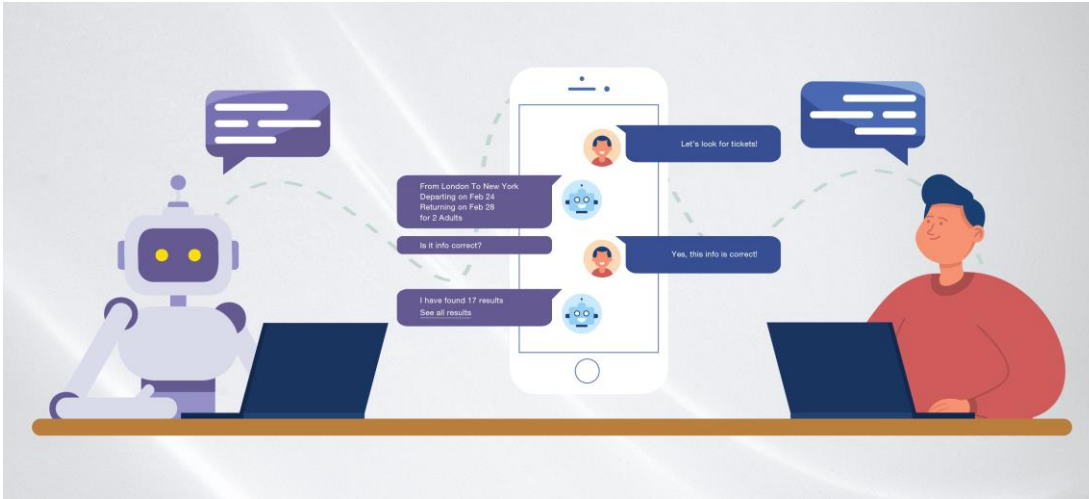 Let's look for tickets!
From London To New York
Departing on Feb 24
Returning on Feb 28
for 2 Adults
Is it info correct?
Yes, this info is correct!
I have found 17 results
See all results